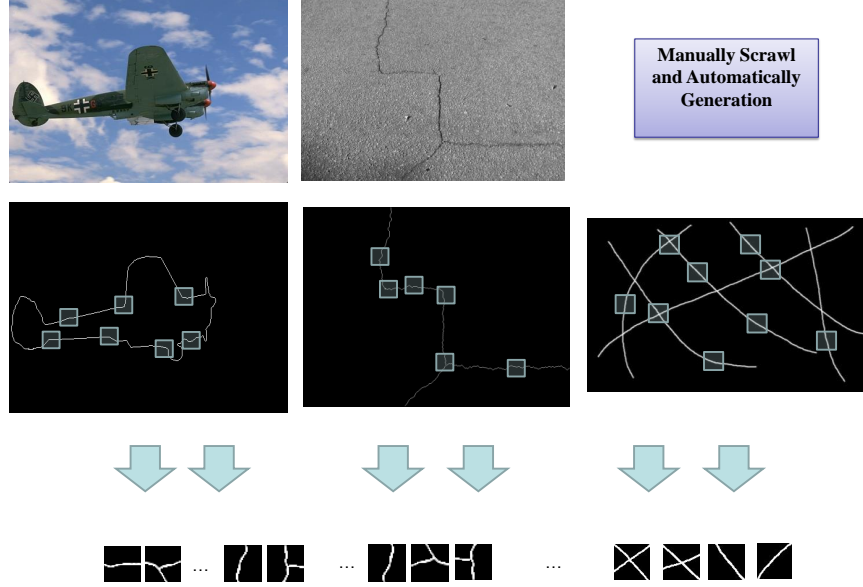 Manually Scrawl
and Automatically
Generation
...
...
...